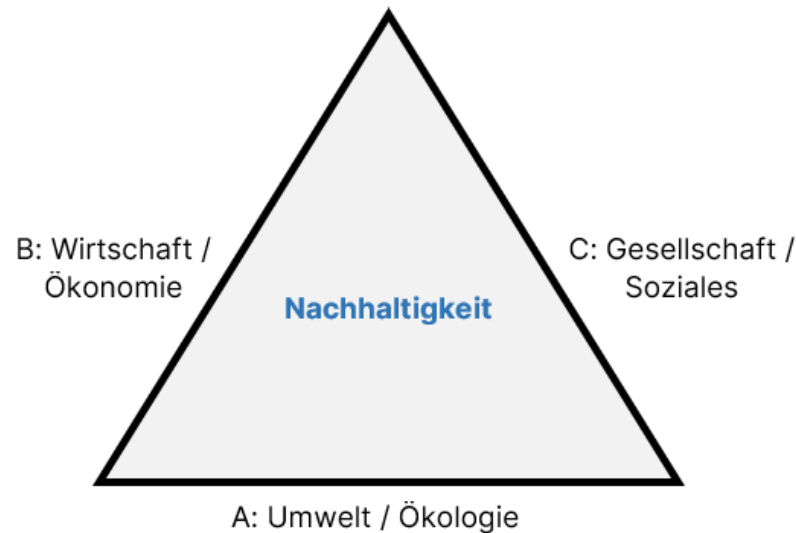 B: Wirtschaft /
Ökonomie
C: Gesellschaft /
Soziales
Nachhaltigkeit
A: Umwelt / Ökologie